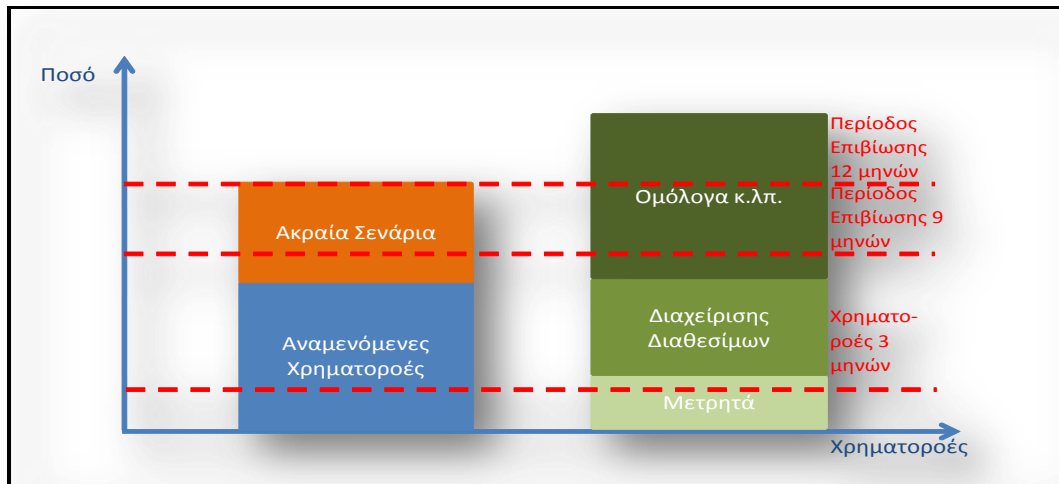 Ποσό
Ακραία Σενάρια
Αναμενόμενες
Χρηματοροές
Ομόλογα κ.λπ.
Διαχείρισης
Διαθεσίμων
Μετρητά
Περίοδος
Επιβίωσης
12 μηνών
Περίοδος
Επιβίωσης 9
μηνών
Χρηματο-
ροές 3
μηνών
Χρηματοροές